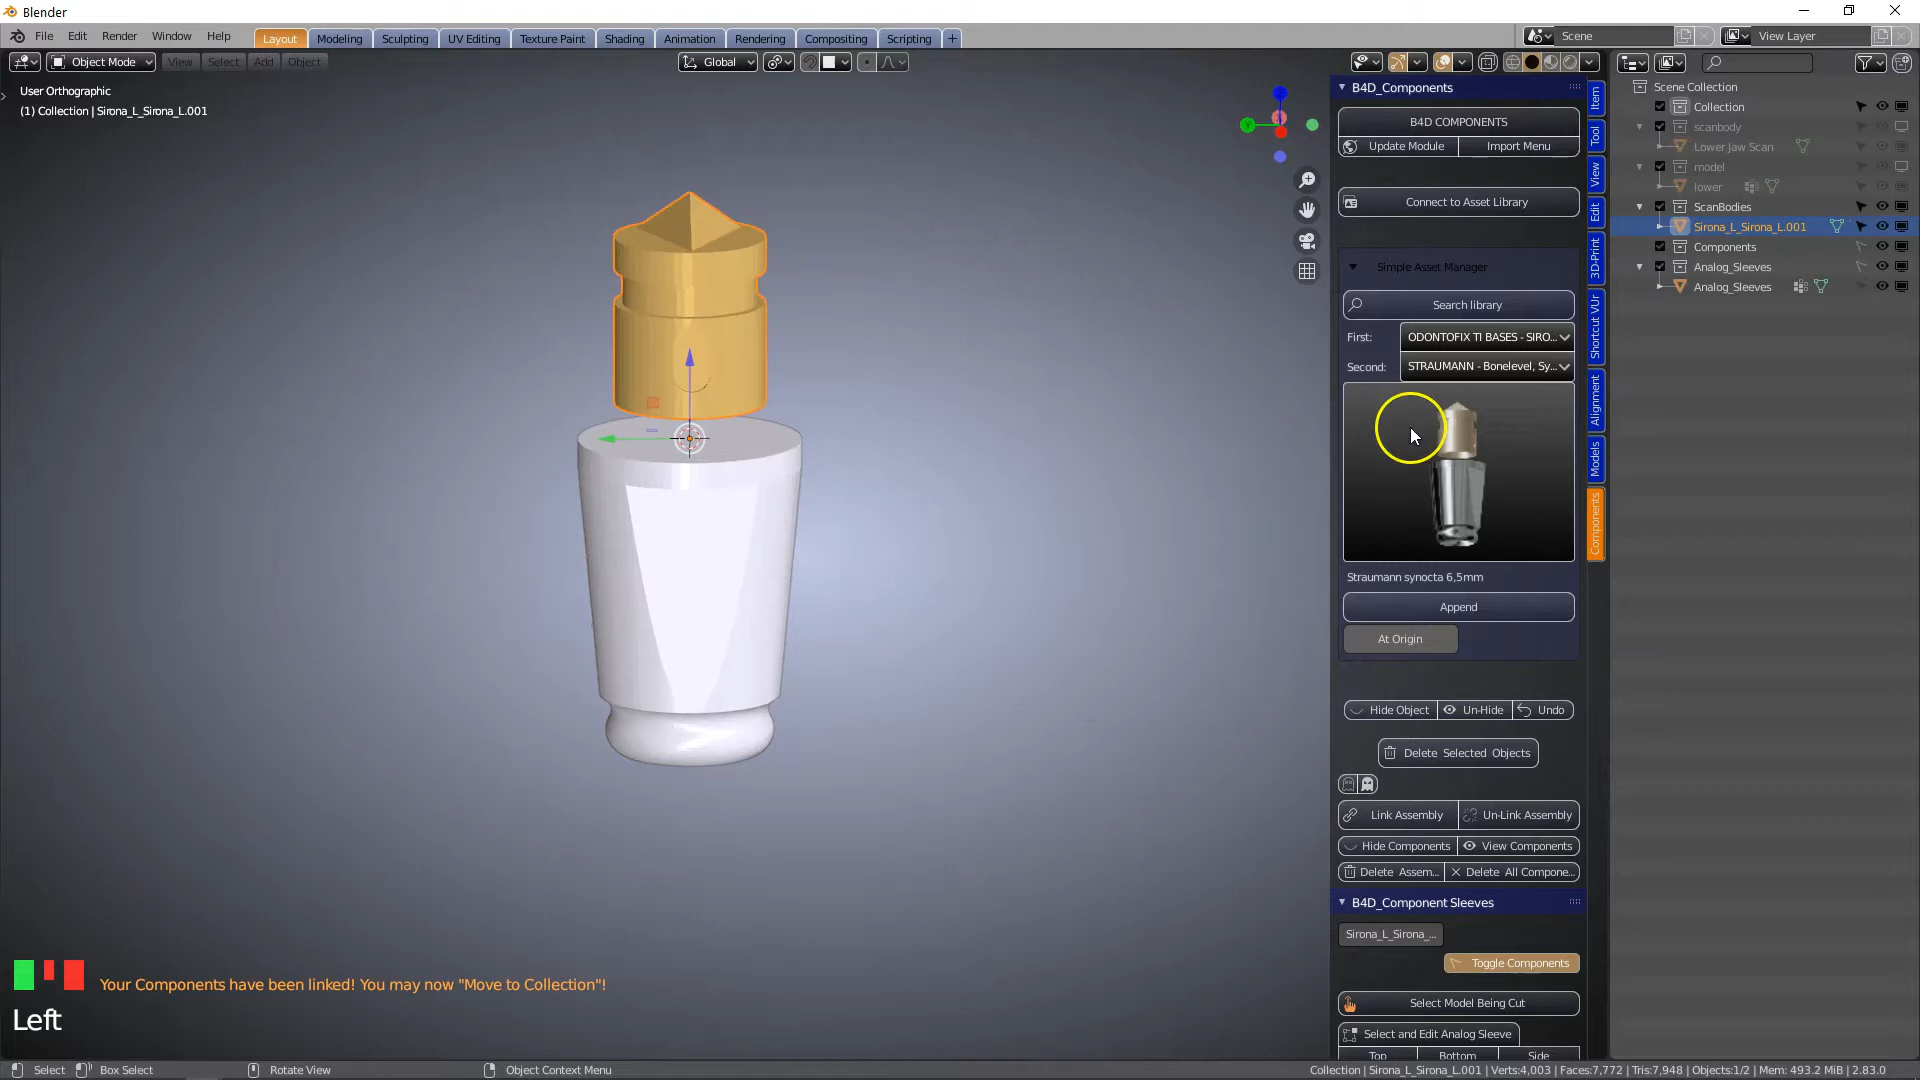 Blender
File Edit Render Window Help
Layout Modeling Sculpting UV Editing Texture Paint Shading Animation Rendering Compositing Scripting +
Scene
View Layer
Object Mode View Select Add Object
Global
User Orthographic
(1) Collection | Sirona_L_Sirona_L.001
B4D_Components
B4D COMPONENTS
Update Module Import Menu
Connect to Asset Library
Simple Asset Manager
Search library
First: ODONTOFIX TI BASES - SIRO...
Second: STRAUMANN - Bonelevel, Sy...
Straumann synocta 6,5mm
Append
At Origin
Hide Object Un-Hide Undo
Delete Selected Objects
Link Assembly Un-Link Assembly
Hide Components View Components
Delete Assem... Delete All Compone...
B4D_Component Sleeves
Sirona_L_Sirona_...
Toggle Components
Select Model Being Cut
Select and Edit Analog Sleeve
Top Bottom Side
Item
Tool
View
Edit
3D-Print
Shortcut VUr
Alignment
Models
Components
Scene Collection
Collection
scanbody
Lower Jaw Scan
model
lower
ScanBodies
Sirona_L_Sirona_L.001
Components
Analog_Sleeves
Analog_Sleeves
Your Components have been linked! You may now "Move to Collection"!
Left
Select Box Select Rotate View Object Context Menu
Collection | Sirona_L_Sirona_L.001 | Verts:4,003 | Faces:7,772 | Tris:7,948 | Objects:1/2 | Mem: 493.2 MiB | 2.83.0